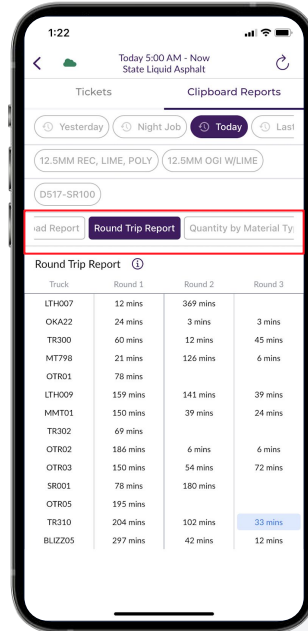 1:22
Today 5:00 AM - Now
State Liquid Asphalt
Tickets Clipboard Reports
Yesterday Night Job Today Last
12.5MM REC, LIME, POLY 12.5MM OGI W/LIME
D517-SR100
ad Report Round Trip Report Quantity by Material Ty
Round Trip Report
Truck Round 1 Round 2 Round 3
LTH007 12 mins 369 mins
OKA22 24 mins 3 mins 3 mins
TR300 60 mins 12 mins 45 mins
MT798 21 mins 126 mins 6 mins
OTR01 78 mins
LTH009 159 mins 141 mins 39 mins
MMT01 150 mins 39 mins 24 mins
TR302 69 mins
OTR02 186 mins 6 mins 6 mins
OTR03 150 mins 54 mins 72 mins
SR001 78 mins 180 mins
OTR05 195 mins
TR310 204 mins 102 mins 33 mins
BLIZZ05 297 mins 42 mins 12 mins